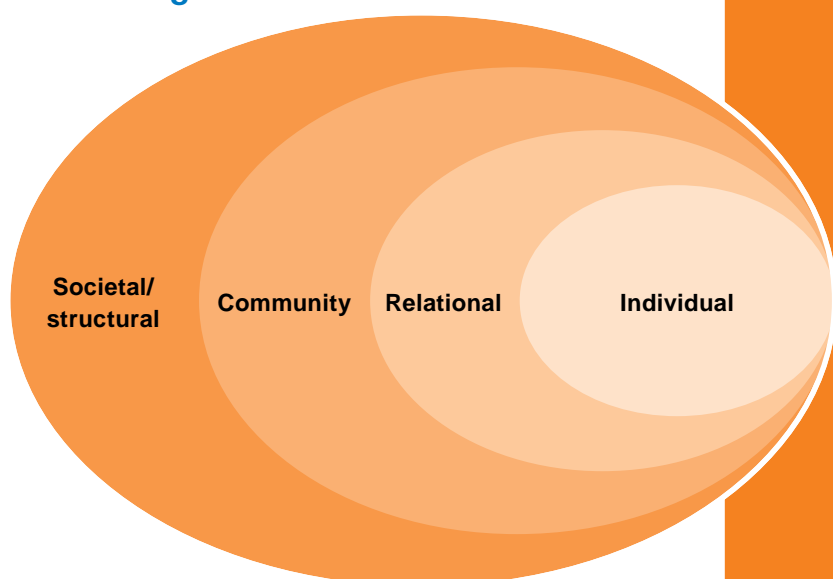 Societal/
structural
Community
Relational
Individual